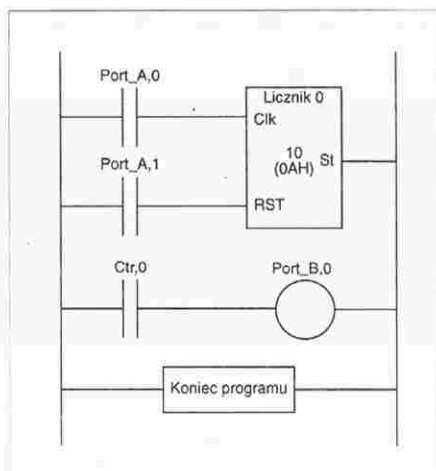 Port_A,0
Licznik 0
Clk
10
(0AH)
St
Port_A,1
RST
Ctr,0
Port_B,0
Koniec programu